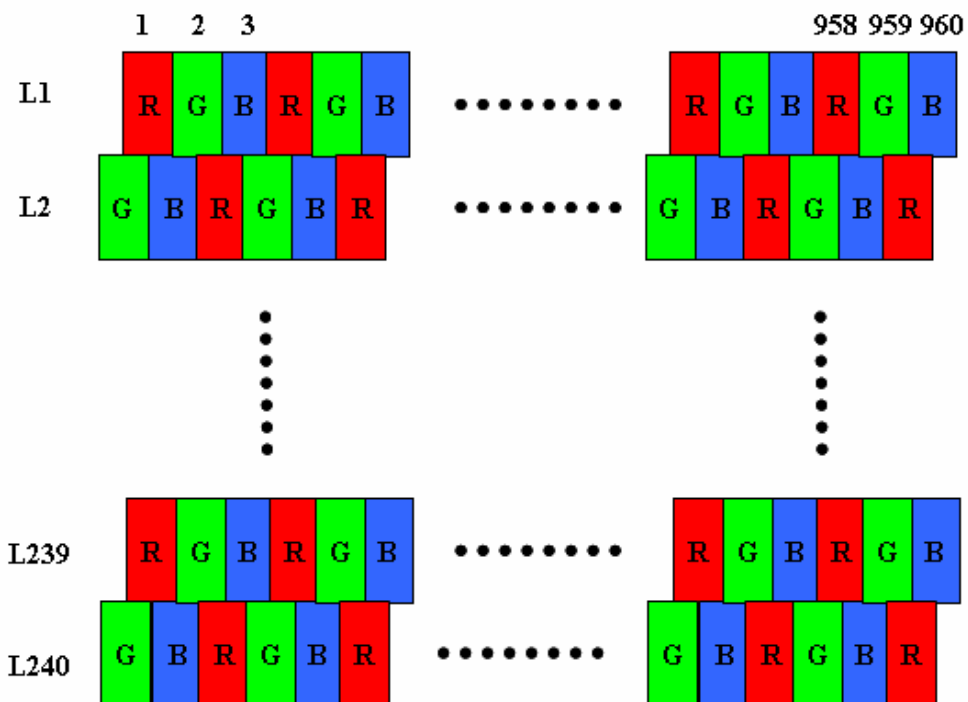 1 2 3 958 959 960
L1 R G B R G B R G B R G B
L2 G B R G B R G B R G B R
L239 R G B R G B R G B R G B
L240 G B R G B R G B R G B R